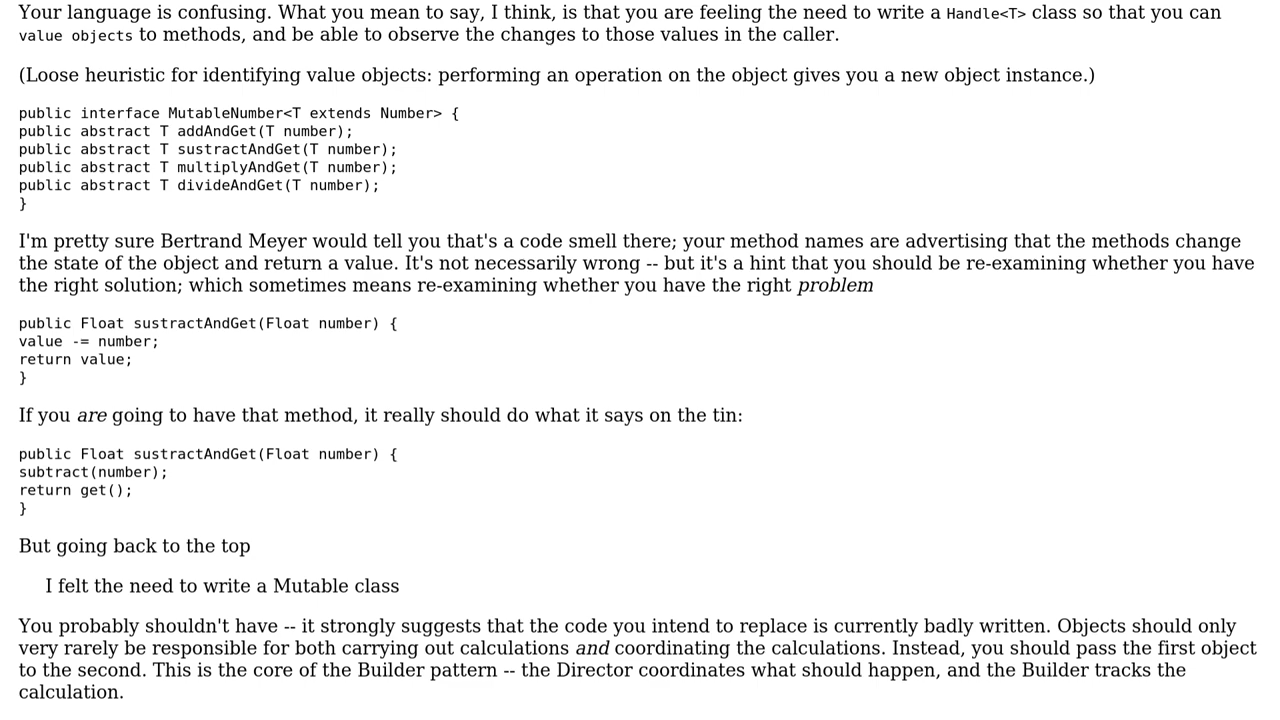 Your language is confusing. What you mean to say, I think, is that you are feeling the need to write a Handle<T> class so that you can
value objects to methods, and be able to observe the changes to those values in the caller.
(Loose heuristic for identifying value objects: performing an operation on the object gives you a new object instance.)
public interface MutableNumber<T extends Number> {
public abstract T addAndGet(T number);
public abstract T sustractAndGet(T number);
public abstract T multiplyAndGet(T number);
public abstract T divideAndGet(T number);
}
I'm pretty sure Bertrand Meyer would tell you that's a code smell there; your method names are advertising that the methods change
the state of the object and return a value. It's not necessarily wrong -- but it's a hint that you should be re-examining whether you have
the right solution; which sometimes means re-examining whether you have the right problem
public Float sustractAndGet(Float number) {
value -= number;
return value;
}
If you are going to have that method, it really should do what it says on the tin:
public Float sustractAndGet(Float number) {
subtract(number);
return get();
}
But going back to the top
I felt the need to write a Mutable class
You probably shouldn't have -- it strongly suggests that the code you intend to replace is currently badly written. Objects should only
very rarely be responsible for both carrying out calculations and coordinating the calculations. Instead, you should pass the first object
to the second. This is the core of the Builder pattern -- the Director coordinates what should happen, and the Builder tracks the
calculation.